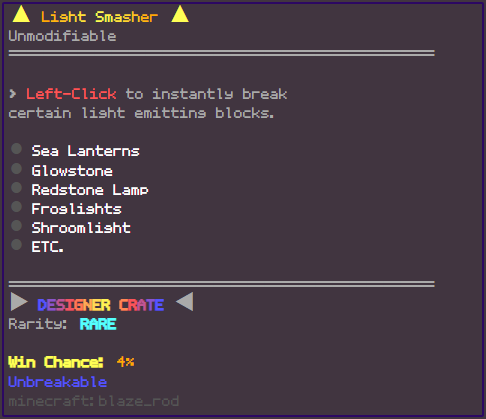 ▲ Light Smasher ▲
Unmodifiable
> Left-Click to instantly break
certain light emitting blocks.
● Sea Lanterns
● Glowstone
● Redstone Lamp
● Froglights
● Shroomlight
● ETC.
▶ DESIGNER CRATE ◀
Rarity: RARE
Win Chance: 4%
Unbreakable
minecraft:blaze_rod